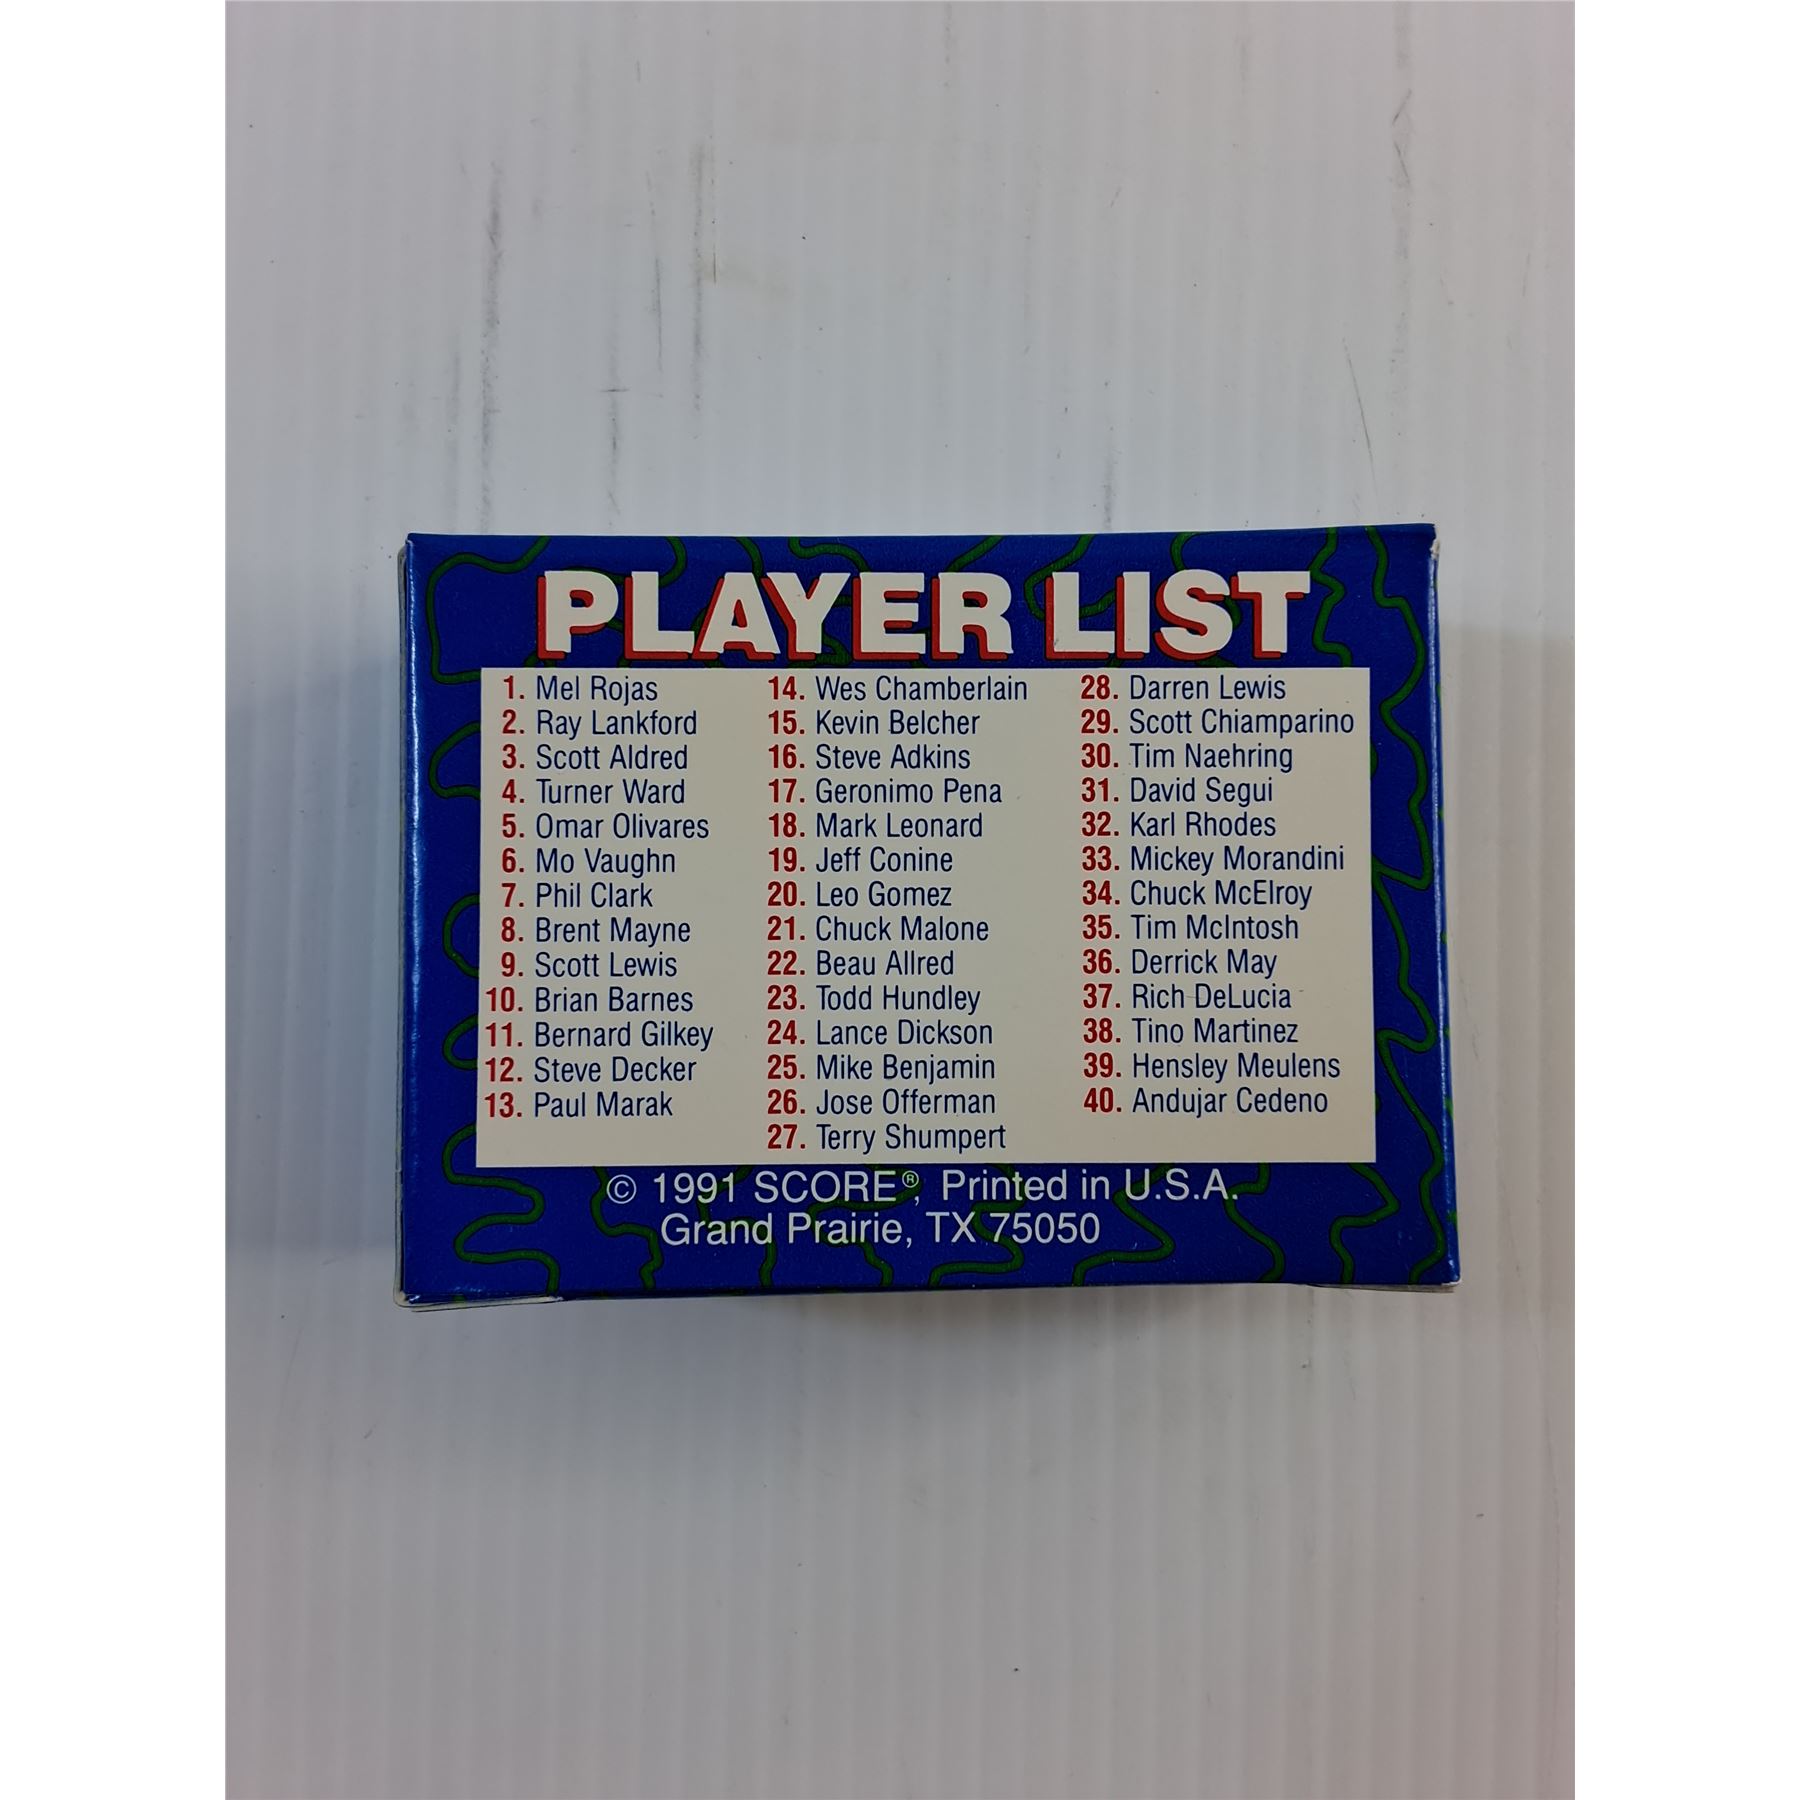 PLAYER LIST
1. Mel Rojas
2. Ray Lankford
3. Scott Aldred
4. Turner Ward
5. Omar Olivares
6. Mo Vaughn
7. Phil Clark
8. Brent Mayne
9. Scott Lewis
10. Brian Barnes
11. Bernard Gilkey
12. Steve Decker
13. Paul Marak
14. Wes Chamberlain
15. Kevin Belcher
16. Steve Adkins
17. Geronimo Pena
18. Mark Leonard
19. Jeff Conine
20. Leo Gomez
21. Chuck Malone
22. Beau Allred
23. Todd Hundley
24. Lance Dickson
25. Mike Benjamin
26. Jose Offerman
27. Terry Shumpert
28. Darren Lewis
29. Scott Chiamparino
30. Tim Naehring
31. David Segui
32. Karl Rhodes
33. Mickey Morandini
34. Chuck McElroy
35. Tim McIntosh
36. Derrick May
37. Rich DeLucia
38. Tino Martinez
39. Hensley Meulens
40. Andujar Cedeno
© 1991 SCORE®, Printed in U.S.A.
Grand Prairie, TX 75050